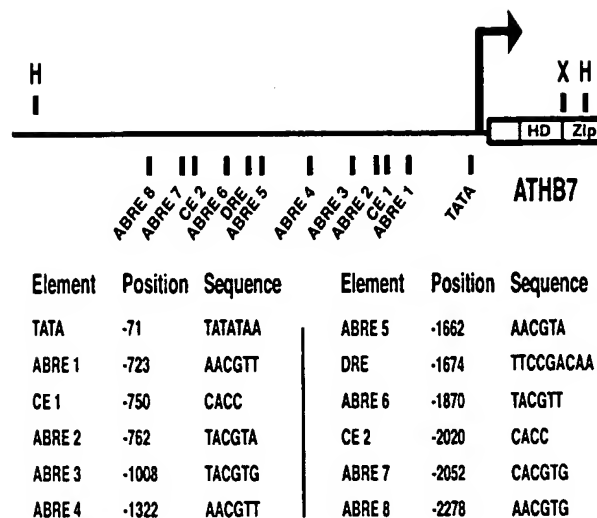 H
X H
HD Zip
ABRE 8 ABRE 7 CE 2 ABRE 6 DRE ABRE 5 ABRE 4 ABRE 3 ABRE 2 CE 1 ABRE 1 TATA
ATHB7
Element Position Sequence Element Position Sequence
TATA -71 TATATAA ABRE 5 -1662 AACGTA
ABRE 1 -723 AACGTT DRE -1674 TTCCGACAA
CE 1 -750 CACC ABRE 6 -1870 TACGTT
ABRE 2 -762 TACGTA CE 2 -2020 CACC
ABRE 3 -1008 TACGTG ABRE 7 -2052 CACGTG
ABRE 4 -1322 AACGTT ABRE 8 -2278 AACGTG